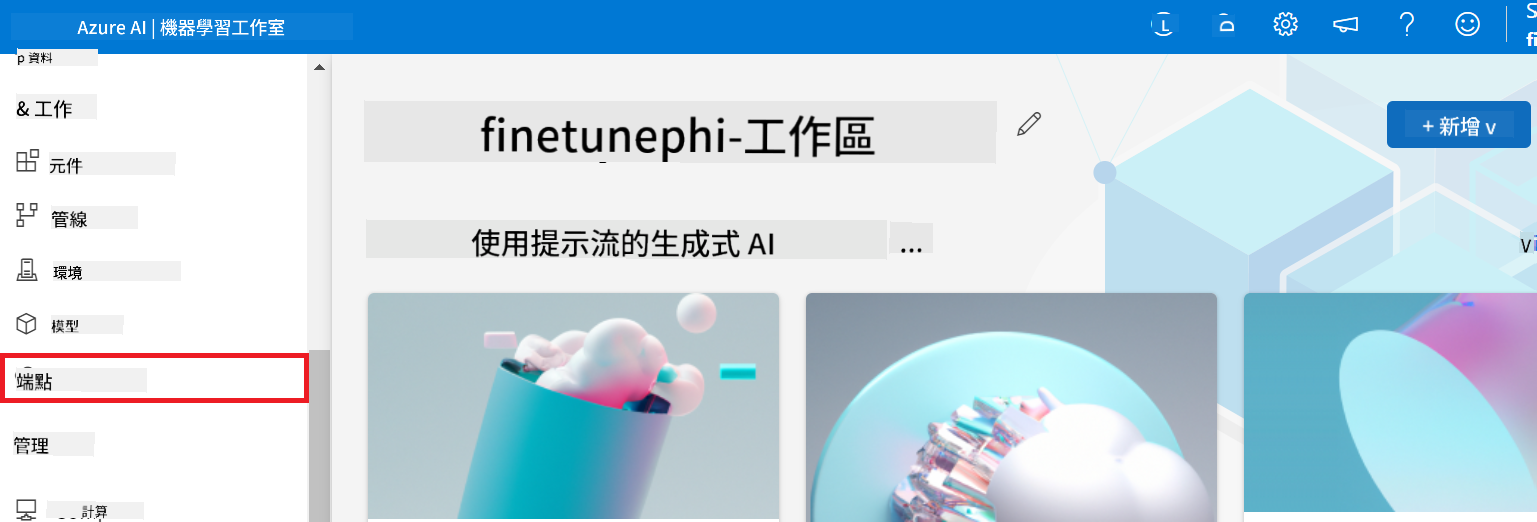 Azure AI | 機器學習工作室
L
D
S
fi
p 資料
& 工作
元件
管線
環境
模型
端點
管理
計算
finetunephi-工作區
+ 新增 v
使用提示流的生成式 AI
...
Vi